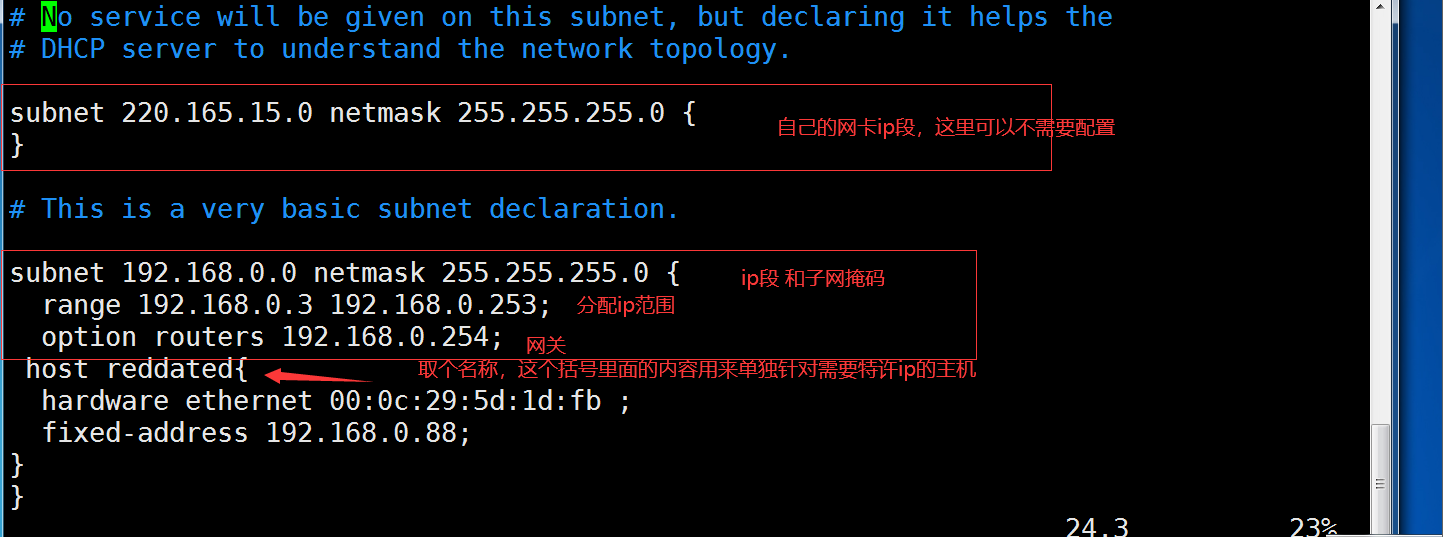 # No service will be given on this subnet, but declaring it helps the
# DHCP server to understand the network topology.
subnet 220.165.15.0 netmask 255.255.255.0 {
自己的网卡ip段，这里可以不需要配置
}
# This is a very basic subnet declaration.
subnet 192.168.0.0 netmask 255.255.255.0 { ip段 和子网掩码
range 192.168.0.3 192.168.0.253; 分配ip范围
option routers 192.168.0.254; 网关
host reddated{ 取个名称，这个括号里面的内容用来单独针对需要特许ip的主机
hardware ethernet 00:0c:29:5d:1d:fb ;
fixed-address 192.168.0.88;
}
}
24,3 23%